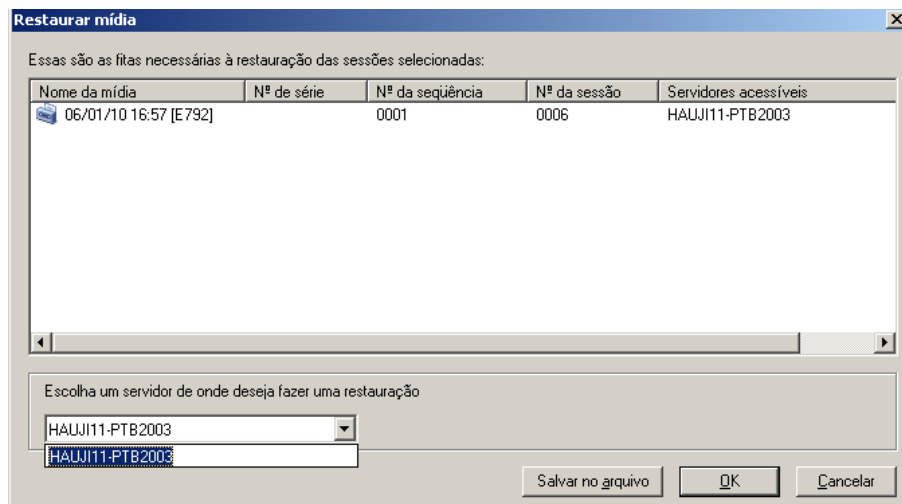 Restaurar mídia
Essas são as fitas necessárias à restauração das sessões selecionadas:
Nome da mídia Nº de série Nº da seqüência Nº da sessão Servidores acessíveis
06/01/10 16:57 [E792] 0001 0006 HAUJI11-PTB2003
Escolha um servidor de onde deseja fazer uma restauração
HAUJI11-PTB2003
HAUJI11-PTB2003
Salvar no arquivo OK Cancelar